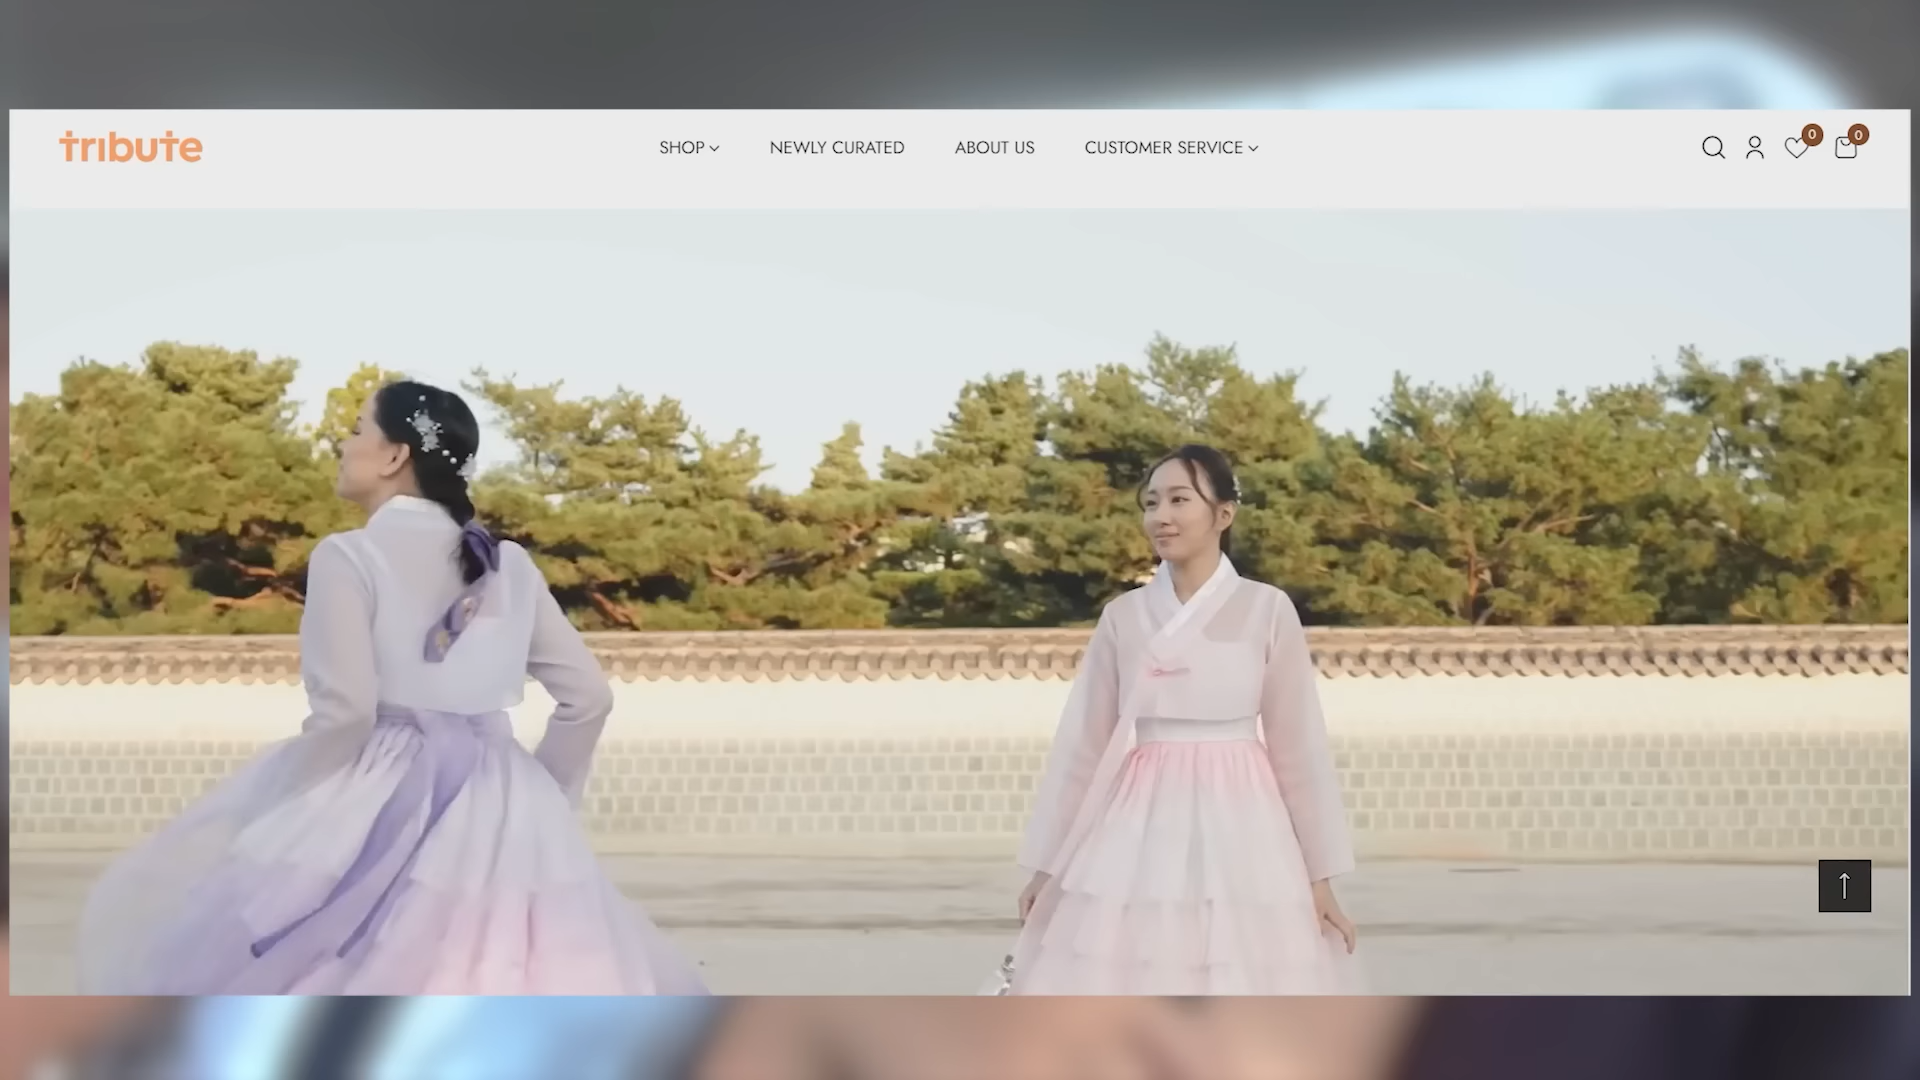 tribute
SHOP
NEWLY CURATED
ABOUT US
CUSTOMER SERVICE
0
0